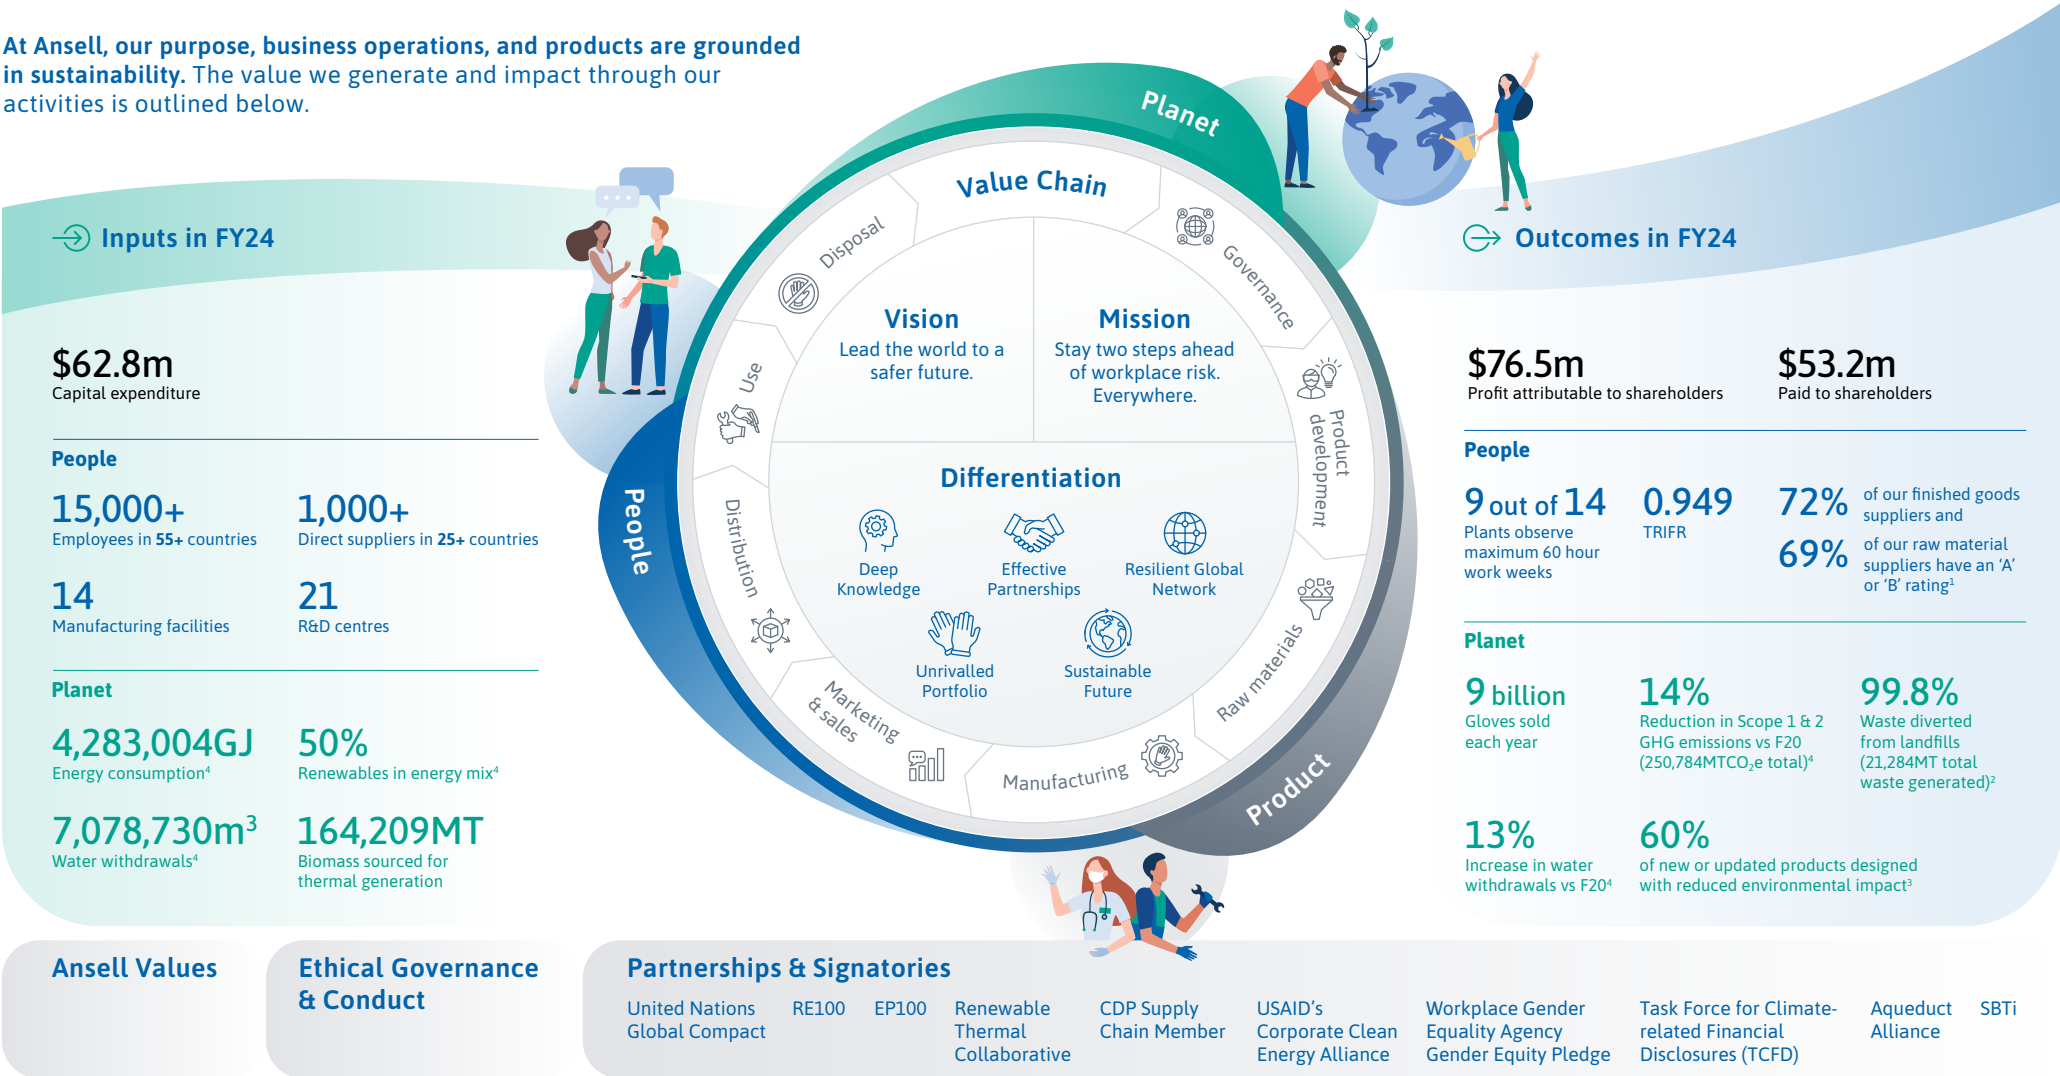 At Ansell, our purpose, business operations, and products are grounded
in sustainability. The value we generate and impact through our
activities is outlined below.
Inputs in FY24
$62.8m
Capital expenditure
People
15,000+
Employees in 55+ countries
1,000+
Direct suppliers in 25+ countries
14
Manufacturing facilities
21
R&D centres
Planet
4,283,004GJ
Energy consumption⁴
50%
Renewables in energy mix⁴
7,078,730m³
Water withdrawals⁴
164,209MT
Biomass sourced for
thermal generation
Planet
People
Product
Value Chain
Governance
Product
development
Raw materials
Manufacturing
Marketing
& sales
Distribution
Use
Disposal
Vision
Lead the world to a
safer future.
Mission
Stay two steps ahead
of workplace risk.
Everywhere.
Differentiation
Deep
Knowledge
Effective
Partnerships
Resilient Global
Network
Unrivalled
Portfolio
Sustainable
Future
Outcomes in FY24
$76.5m
Profit attributable to shareholders
$53.2m
Paid to shareholders
People
9 out of 14
Plants observe
maximum 60 hour
work weeks
0.949
TRIFR
72%
of our finished goods
suppliers and
69%
of our raw material
suppliers have an ‘A’
or ‘B’ rating¹
Planet
9 billion
Gloves sold
each year
14%
Reduction in Scope 1 & 2
GHG emissions vs F20
(250,784MTCO₂e total)⁴
99.8%
Waste diverted
from landfills
(21,284MT total
waste generated)²
13%
Increase in water
withdrawals vs F20⁴
60%
of new or updated products designed
with reduced environmental impact³
Ansell Values
Ethical Governance
& Conduct
Partnerships & Signatories
United Nations
Global Compact
RE100
EP100
Renewable
Thermal
Collaborative
CDP Supply
Chain Member
USAID’s
Corporate Clean
Energy Alliance
Workplace Gender
Equality Agency
Gender Equity Pledge
Task Force for Climate-
related Financial
Disclosures (TCFD)
Aqueduct
Alliance
SBTi